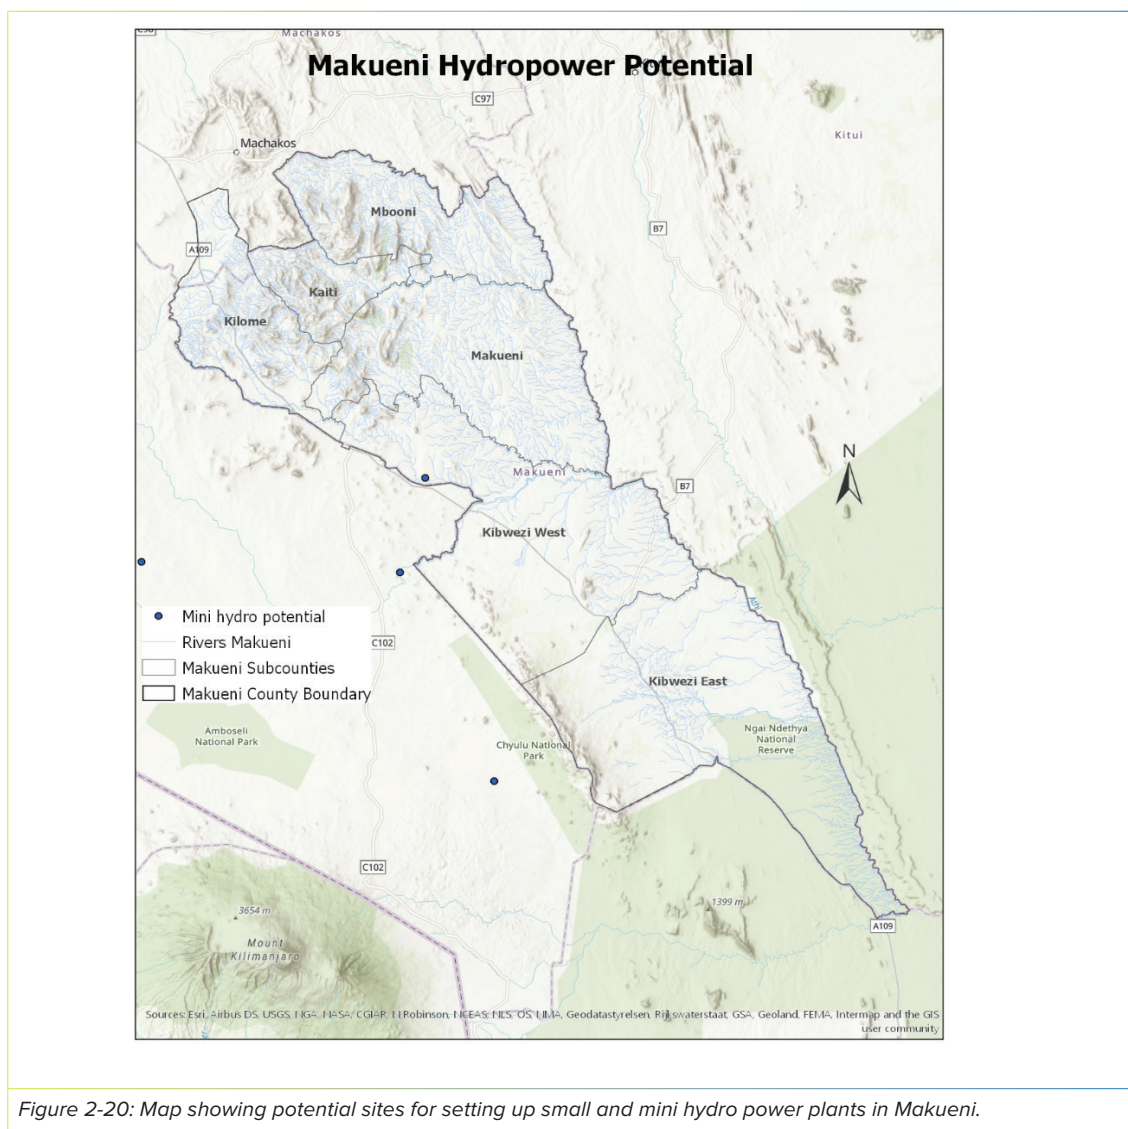 C98
Machakos
Makueni Hydropower Potential
C97
Kitui
Machakos
Mbooni
B7
A109
Kaiti
Kilome
Makueni
N
Makueni
B7
Kibwezi West
Athi
Mini hydro potential
Rivers Makueni
C102
Makueni Subcounties
Kibwezi East
Makueni County Boundary
Amboseli
National Park
Ngai Ndethya
National
Reserve
Chyulu National
Park
C102
3654 m
1399 m
A109
Mount
Kilimanjaro
Sources: Esri, Airbus DS, USGS, NGA, NASA, CGIAR, N Robinson, NCEAS, NLS, OS, NMA, Geodatastyrelsen, Rijkswaterstaat, GSA, Geoland, FEMA, Intermap and the GIS
user community
Figure 2-20: Map showing potential sites for setting up small and mini hydro power plants in Makueni.